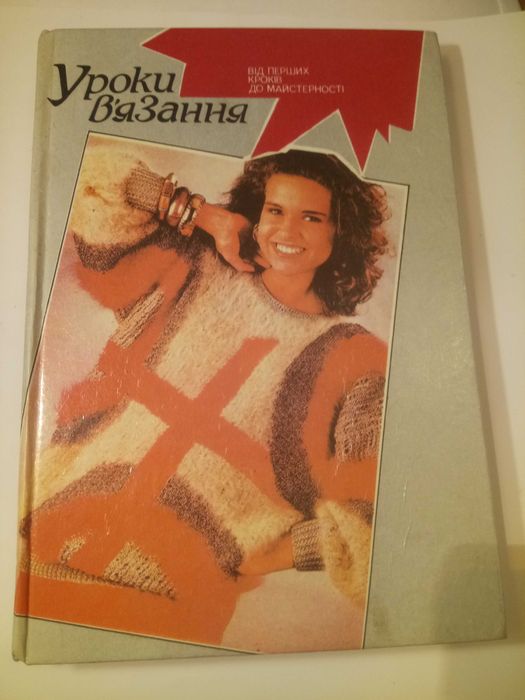 Уроки
в'язання
ВІД ПЕРШИХ
КРОКІВ
ДО МАЙСТЕРНОСТІ